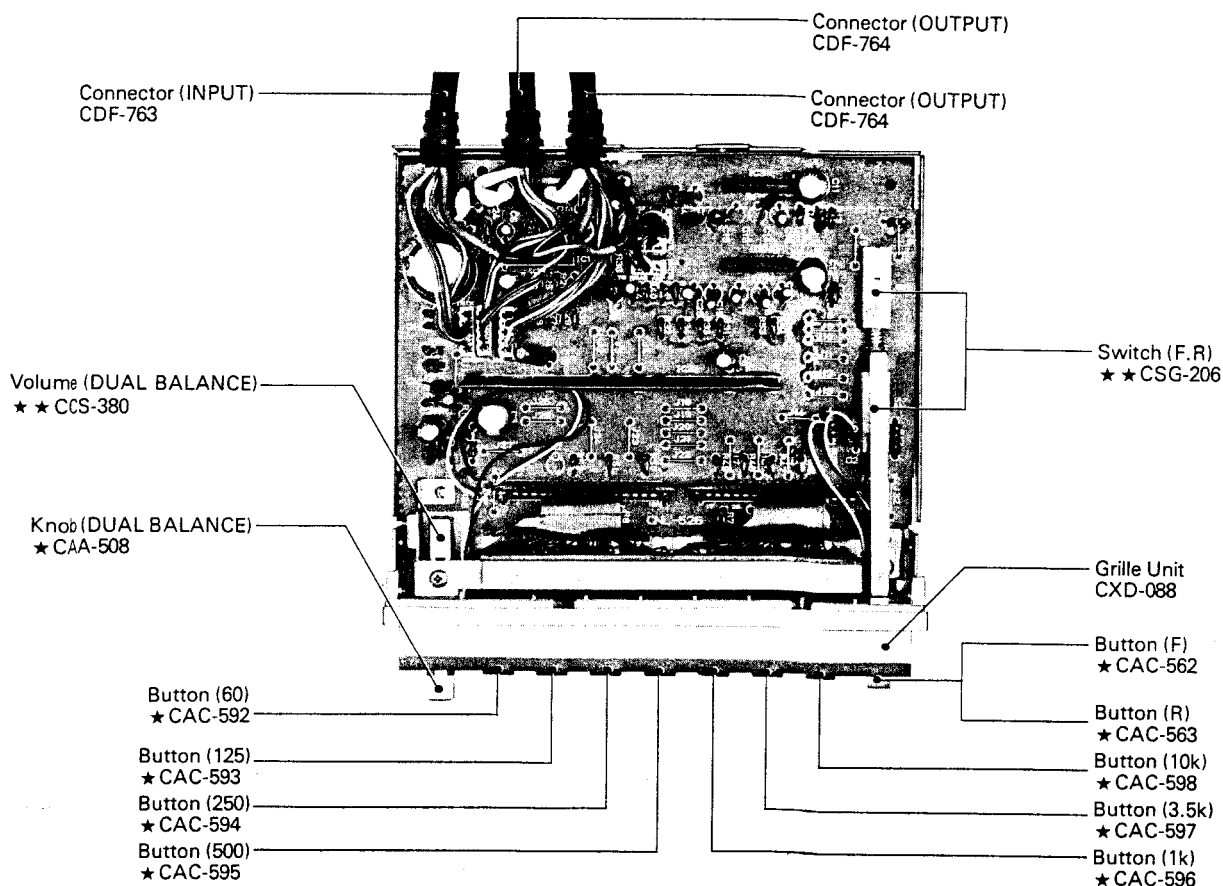 Connector (OUTPUT)
CDF-764
Connector (INPUT)
CDF-763
Connector (OUTPUT)
CDF-764
Switch (F.R)
★★CSG-206
Volume (DUAL BALANCE)
★★CCS-380
Knob (DUAL BALANCE)
★CAA-508
Grille Unit
CXD-088
Button (F)
★CAC-562
Button (R)
★CAC-563
Button (60)
★CAC-592
Button (125)
★CAC-593
Button (250)
★CAC-594
Button (500)
★CAC-595
Button (10k)
★CAC-598
Button (3.5k)
★CAC-597
Button (1k)
★CAC-596